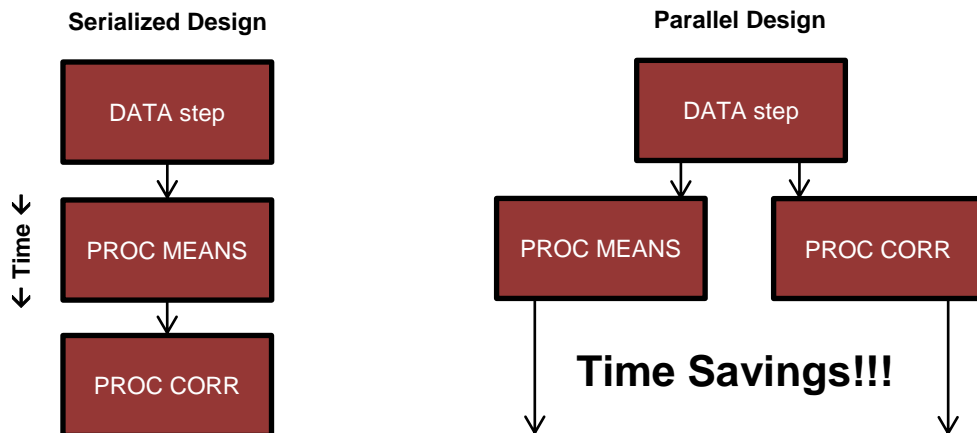 Serialized Design
DATA step
PROC MEANS
PROC CORR
← Time ←
Parallel Design
DATA step
PROC MEANS
PROC CORR
Time Savings!!!